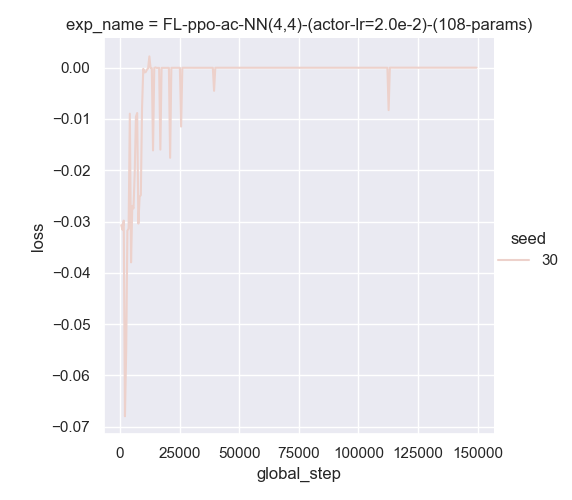 exp_name = FL-ppo-ac-NN(4,4)-(actor-lr=2.0e-2)-(108-params)
0.00
−0.01
−0.02
−0.03
−0.04
−0.05
−0.06
−0.07
loss
0 25000 50000 75000 100000 125000 150000
global_step
seed
30